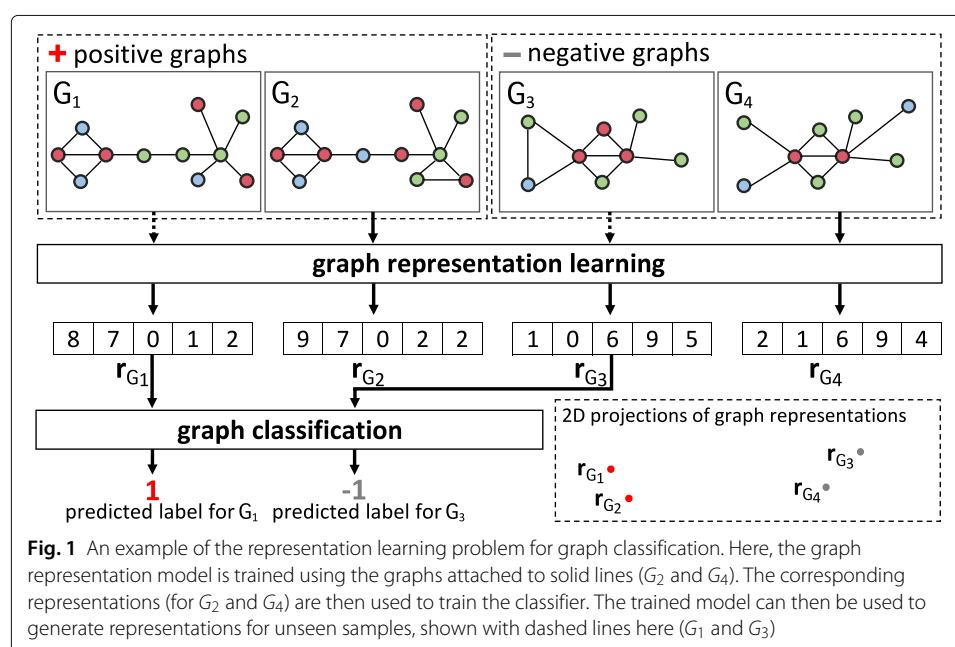 + positive graphs
− negative graphs
G1
G2
G3
G4
graph representation learning
8 7 0 1 2
9 7 0 2 2
1 0 6 9 5
2 1 6 9 4
rG1
rG2
rG3
rG4
graph classification
2D projections of graph representations
rG1
rG2
rG3
rG4
1
-1
predicted label for G1
predicted label for G3
Fig. 1 An example of the representation learning problem for graph classification. Here, the graph
representation model is trained using the graphs attached to solid lines (G2 and G4). The corresponding
representations (for G2 and G4) are then used to train the classifier. The trained model can then be used to
generate representations for unseen samples, shown with dashed lines here (G1 and G3)